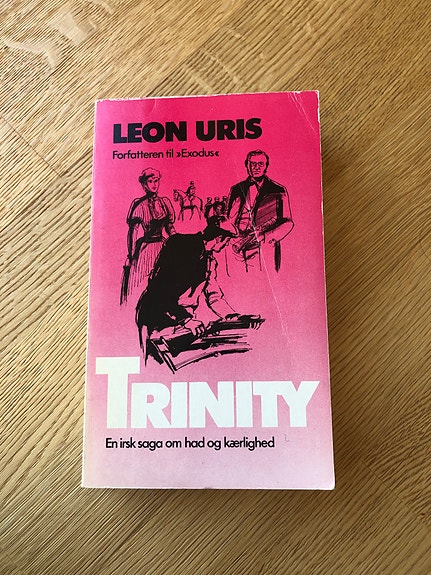 LEON URIS
Forfatteren til »Exodus«
TRINITY
En irsk saga om had og kærlighed